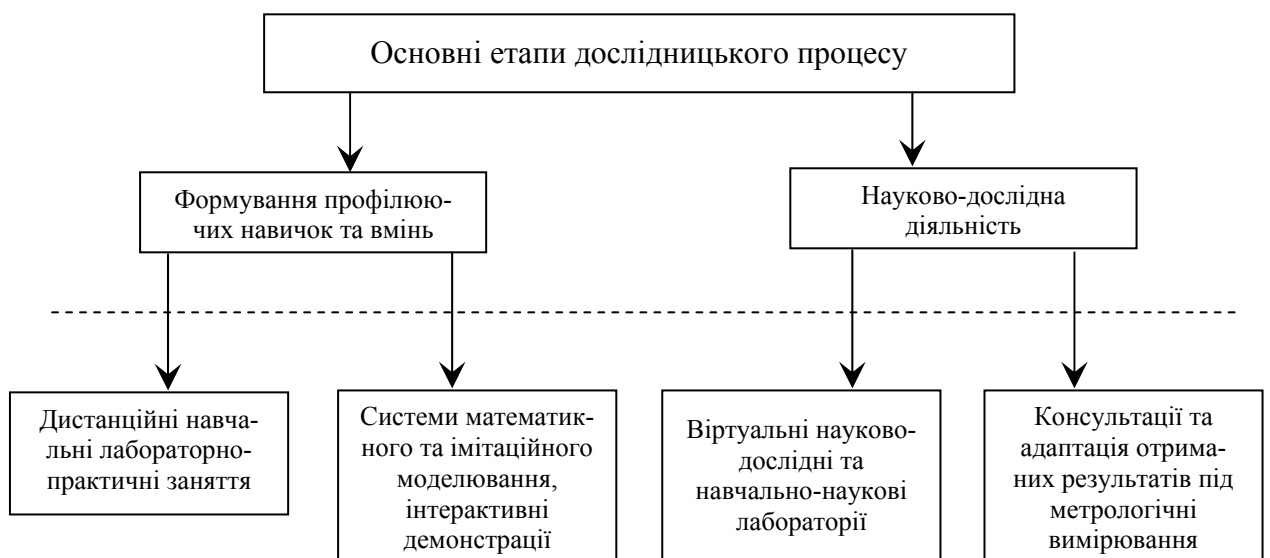 Основні етапи дослідницького процесу
Формування профілюю-
чих навичок та вмінь
Науково-дослідна
діяльність
Дистанційні навча-
льні лабораторно-
практичні заняття
Системи математик-
ного та імітаційного
моделювання,
інтерактивні
демонстрації
Віртуальні науково-
дослідні та
навчально-наукові
лабораторії
Консультації та
адаптація отрима-
них результатів під
метрологічні
вимірювання